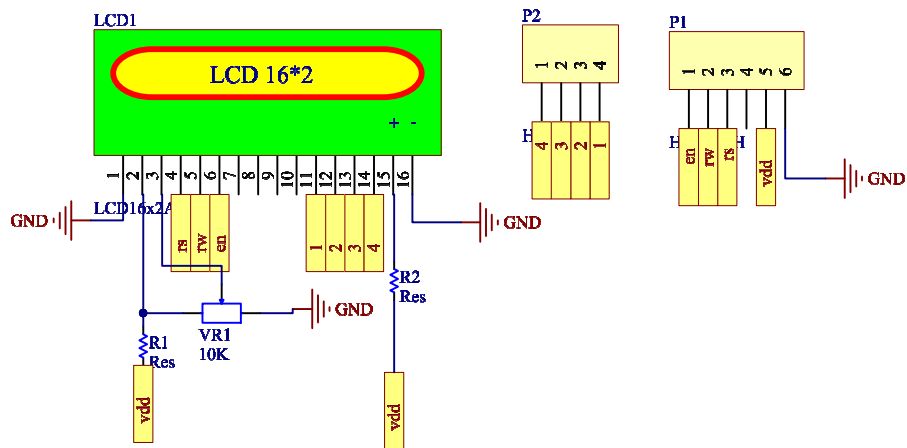 LCD1
LCD 16*2
+ -
1 2 3 4 5 6 7 8 9 10 11 12 13 14 15 16
LCD16x2A
GND
rs
rw
en
1
2
3
4
GND
R2
Res
GND
VR1
10K
R1
Res
vdd
vdd
P2
1 2 3 4
H
4
3
2
1
P1
1 2 3 4 5 6
H
H
en
rw
rs
vdd
GND